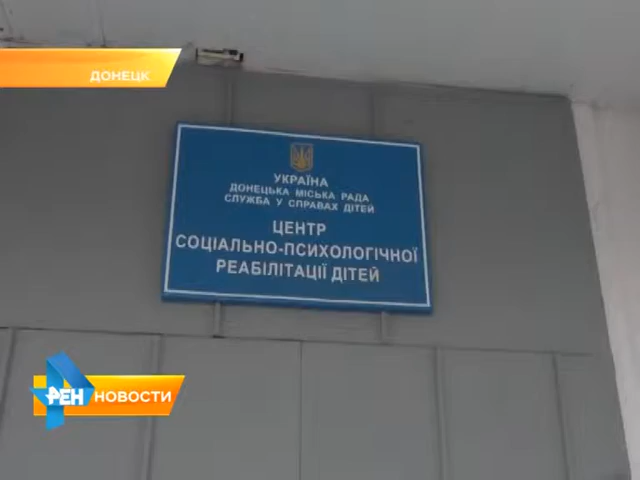 ДОНЕЦК
УКРАЇНА
ДОНЕЦЬКА МІСЬКА РАДА
СЛУЖБА У СПРАВАХ ДІТЕЙ
ЦЕНТР
СОЦІАЛЬНО-ПСИХОЛОГІЧНОЇ
РЕАБІЛІТАЦІЇ ДІТЕЙ
РЕН НОВОСТИ